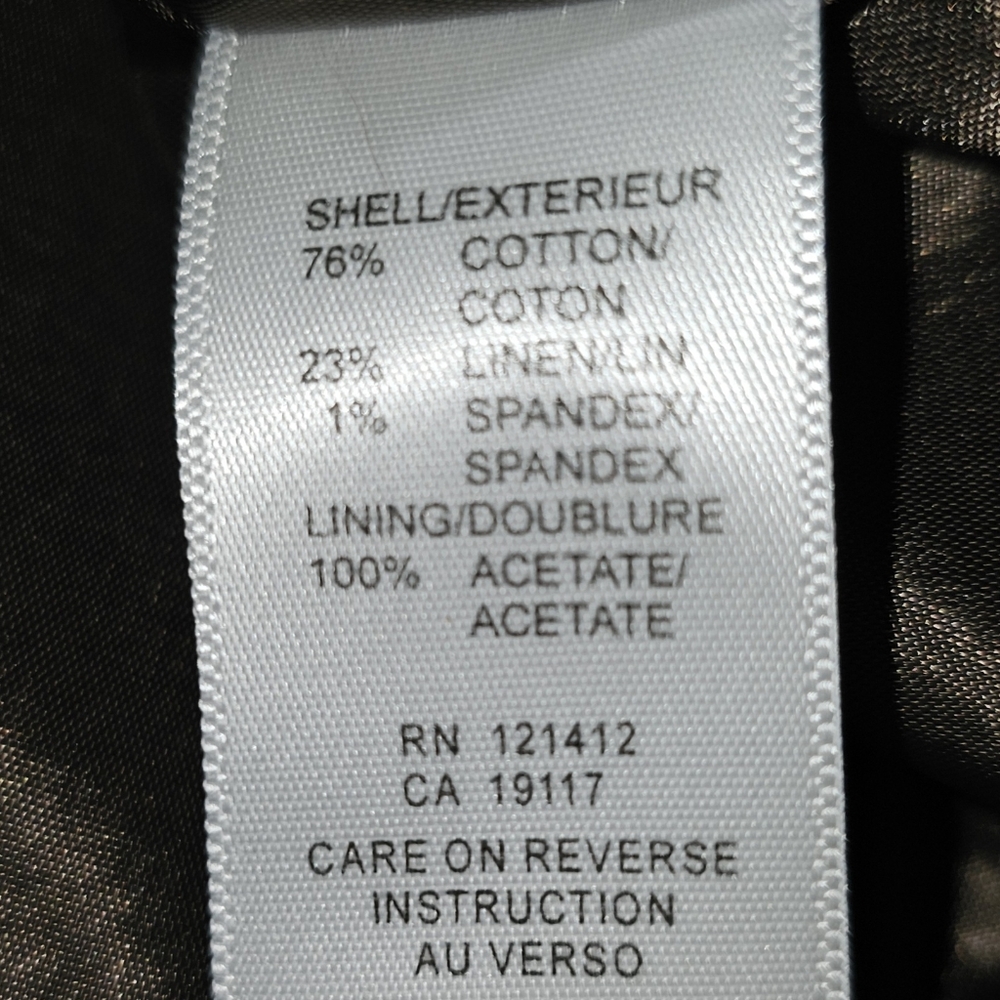 SHELL/EXTERIEUR
76% COTTON/
COTON
23% LINEN/LIN
1% SPANDEX/
SPANDEX
LINING/DOUBLURE
100% ACETATE/
ACETATE
RN 121412
CA 19117
CARE ON REVERSE
INSTRUCTION
AU VERSO